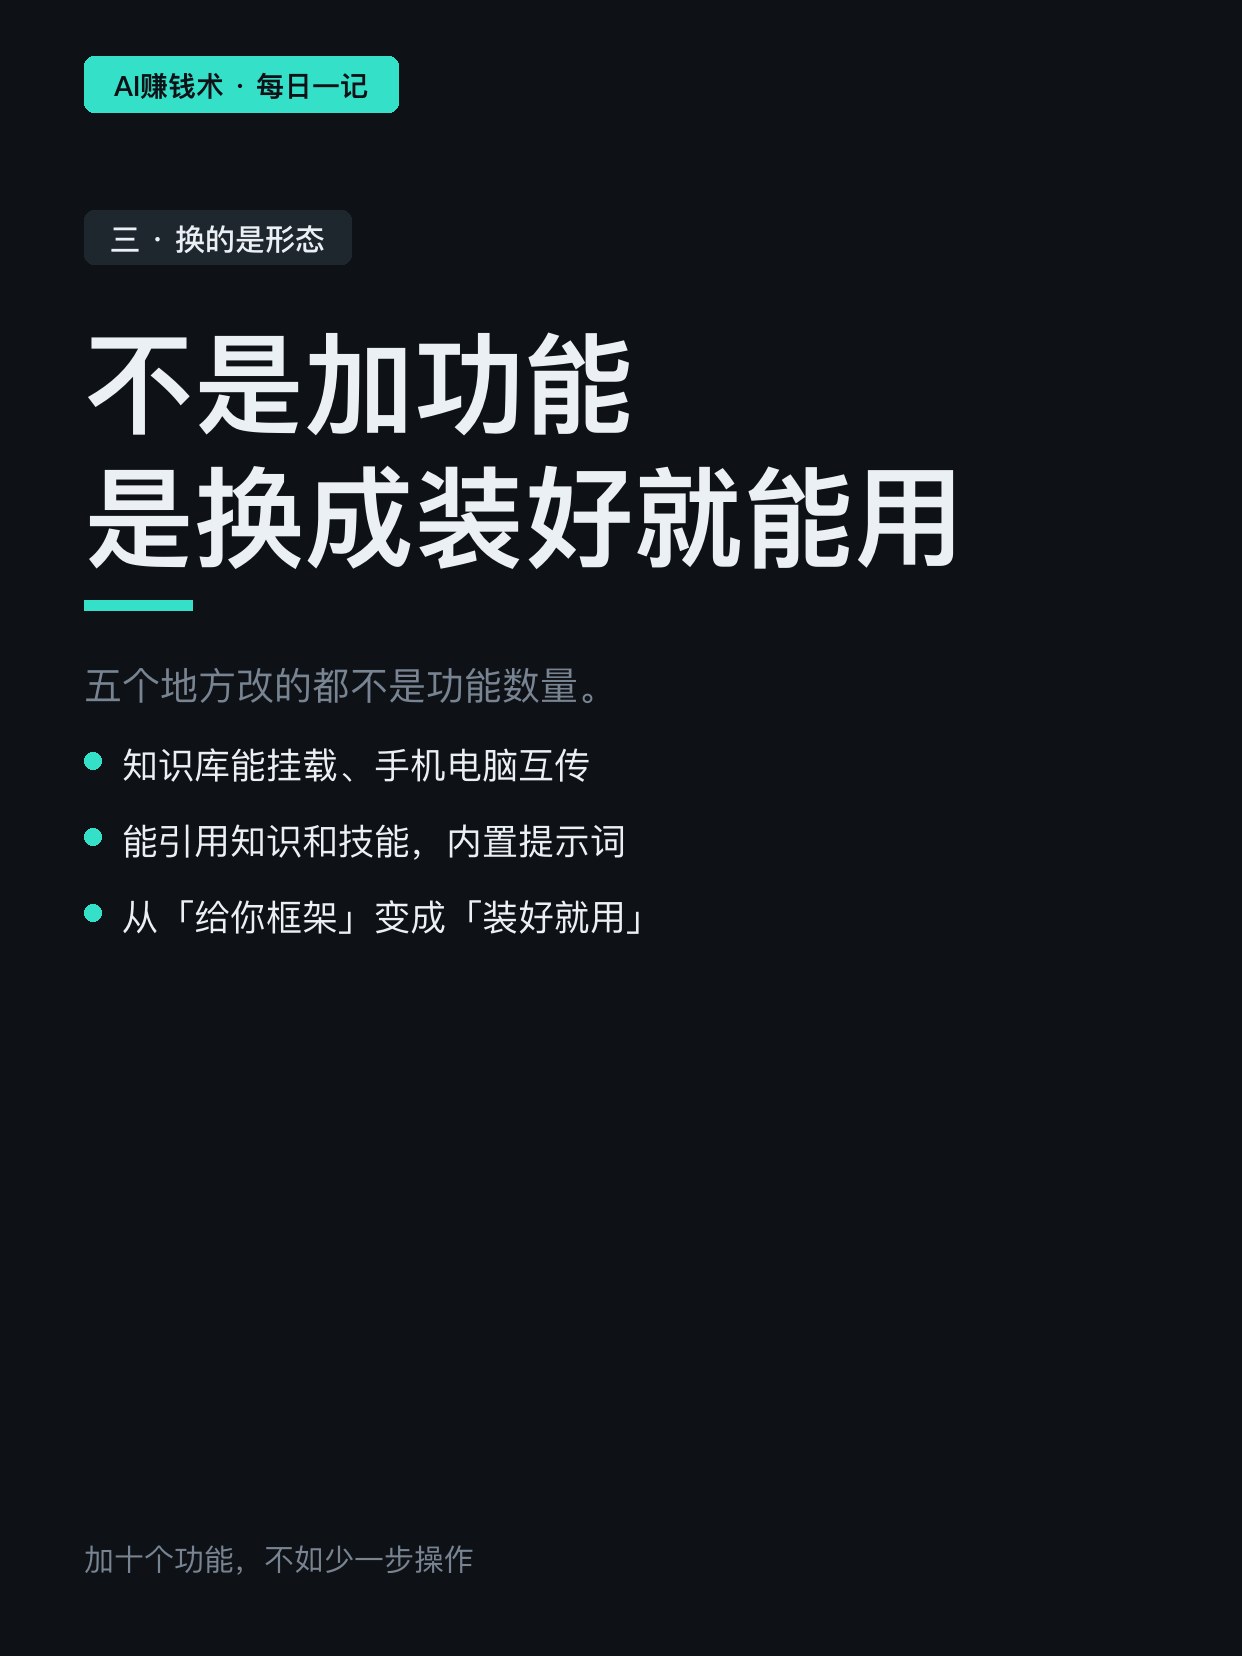 AI赚钱术 · 每日一记
三 · 换的是形态
不是加功能
是换成装好就能用
五个地方改的都不是功能数量。
知识库能挂载、手机电脑互传
能引用知识和技能，内置提示词
从「给你框架」变成「装好就用」
加十个功能，不如少一步操作